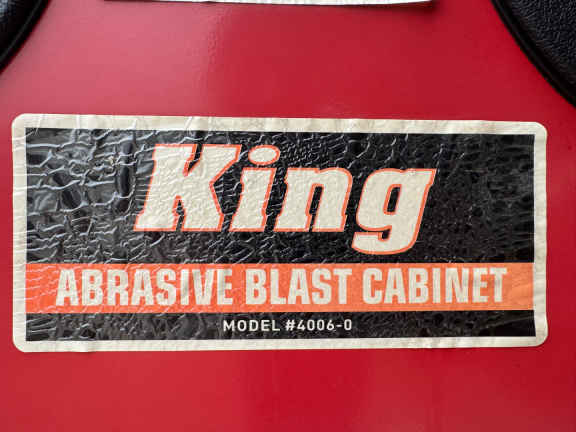 King
ABRASIVE BLAST CABINET
MODEL #4006-0